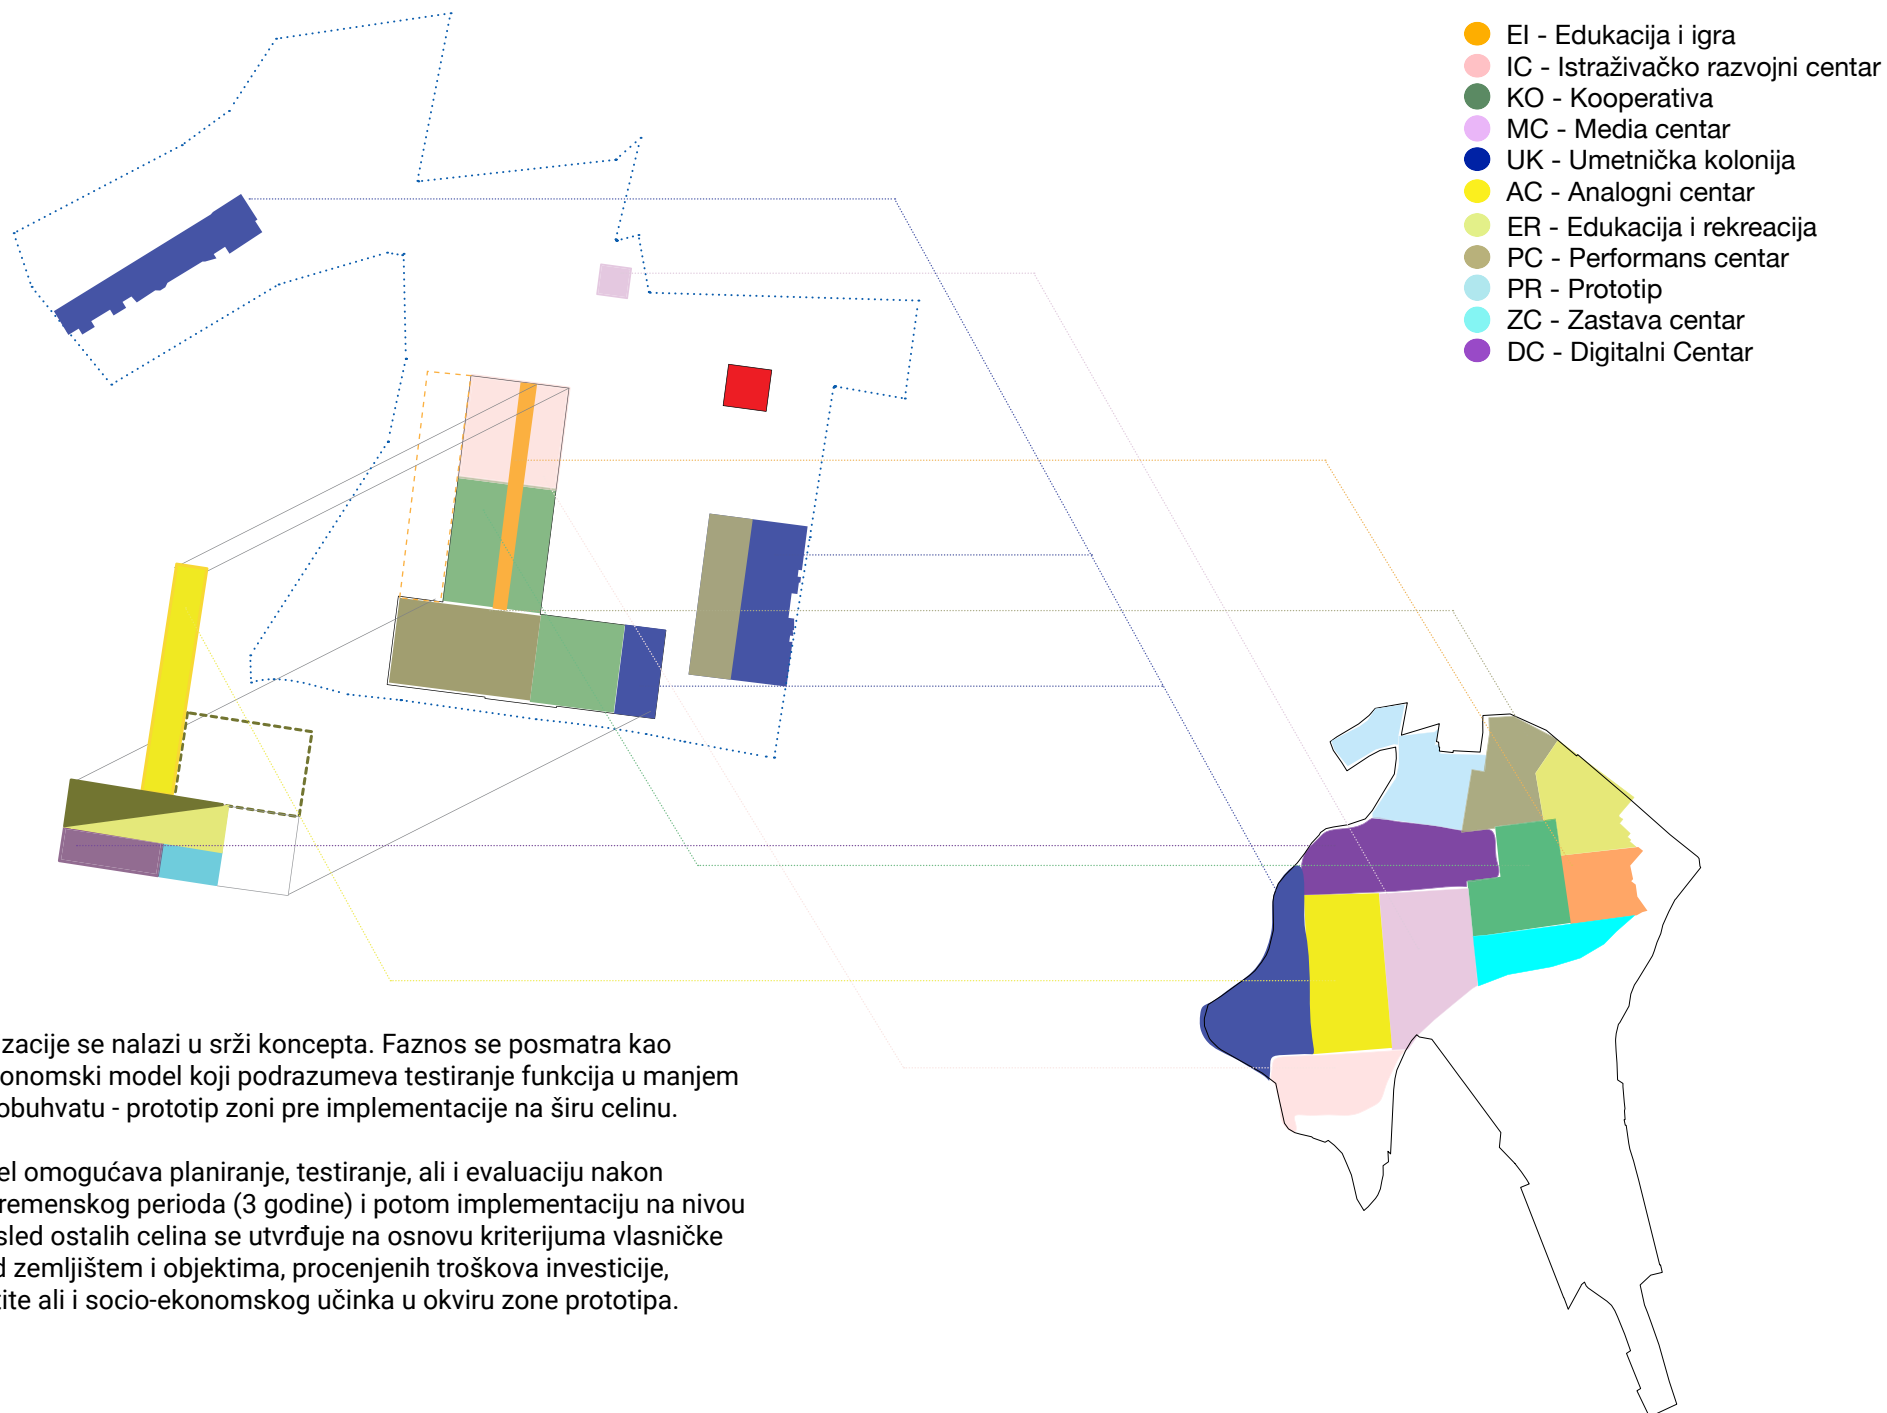 EI - Edukacija i igra
IC - Istraživačko razvojni centar
KO - Kooperativa
MC - Media centar
UK - Umetnička kolonija
AC - Analogni centar
ER - Edukacija i rekreacija
PC - Performans centar
PR - Prototip
ZC - Zastava centar
DC - Digitalni Centar
zacije se nalazi u srži koncepta. Faznos se posmatra kao
onomski model koji podrazumeva testiranje funkcija u manjem
obuhvatu - prototip zoni pre implementacije na širu celinu.
el omogućava planiranje, testiranje, ali i evaluaciju nakon
remenskog perioda (3 godine) i potom implementaciju na nivou
sled ostalih celina se utvrđuje na osnovu kriterijuma vlasničke
d zemljištem i objektima, procenjenih troškova investicije,
tite ali i socio-ekonomskog učinka u okviru zone prototipa.